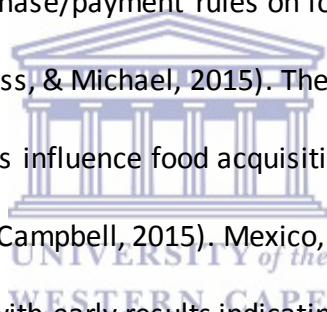 hase/payment rules on fo
ss, & Michael, 2015). The
s influence food acquisiti
Campbell, 2015). Mexico,
UNIVERSITY of the
with early results indicatin
WESTERN CAPE